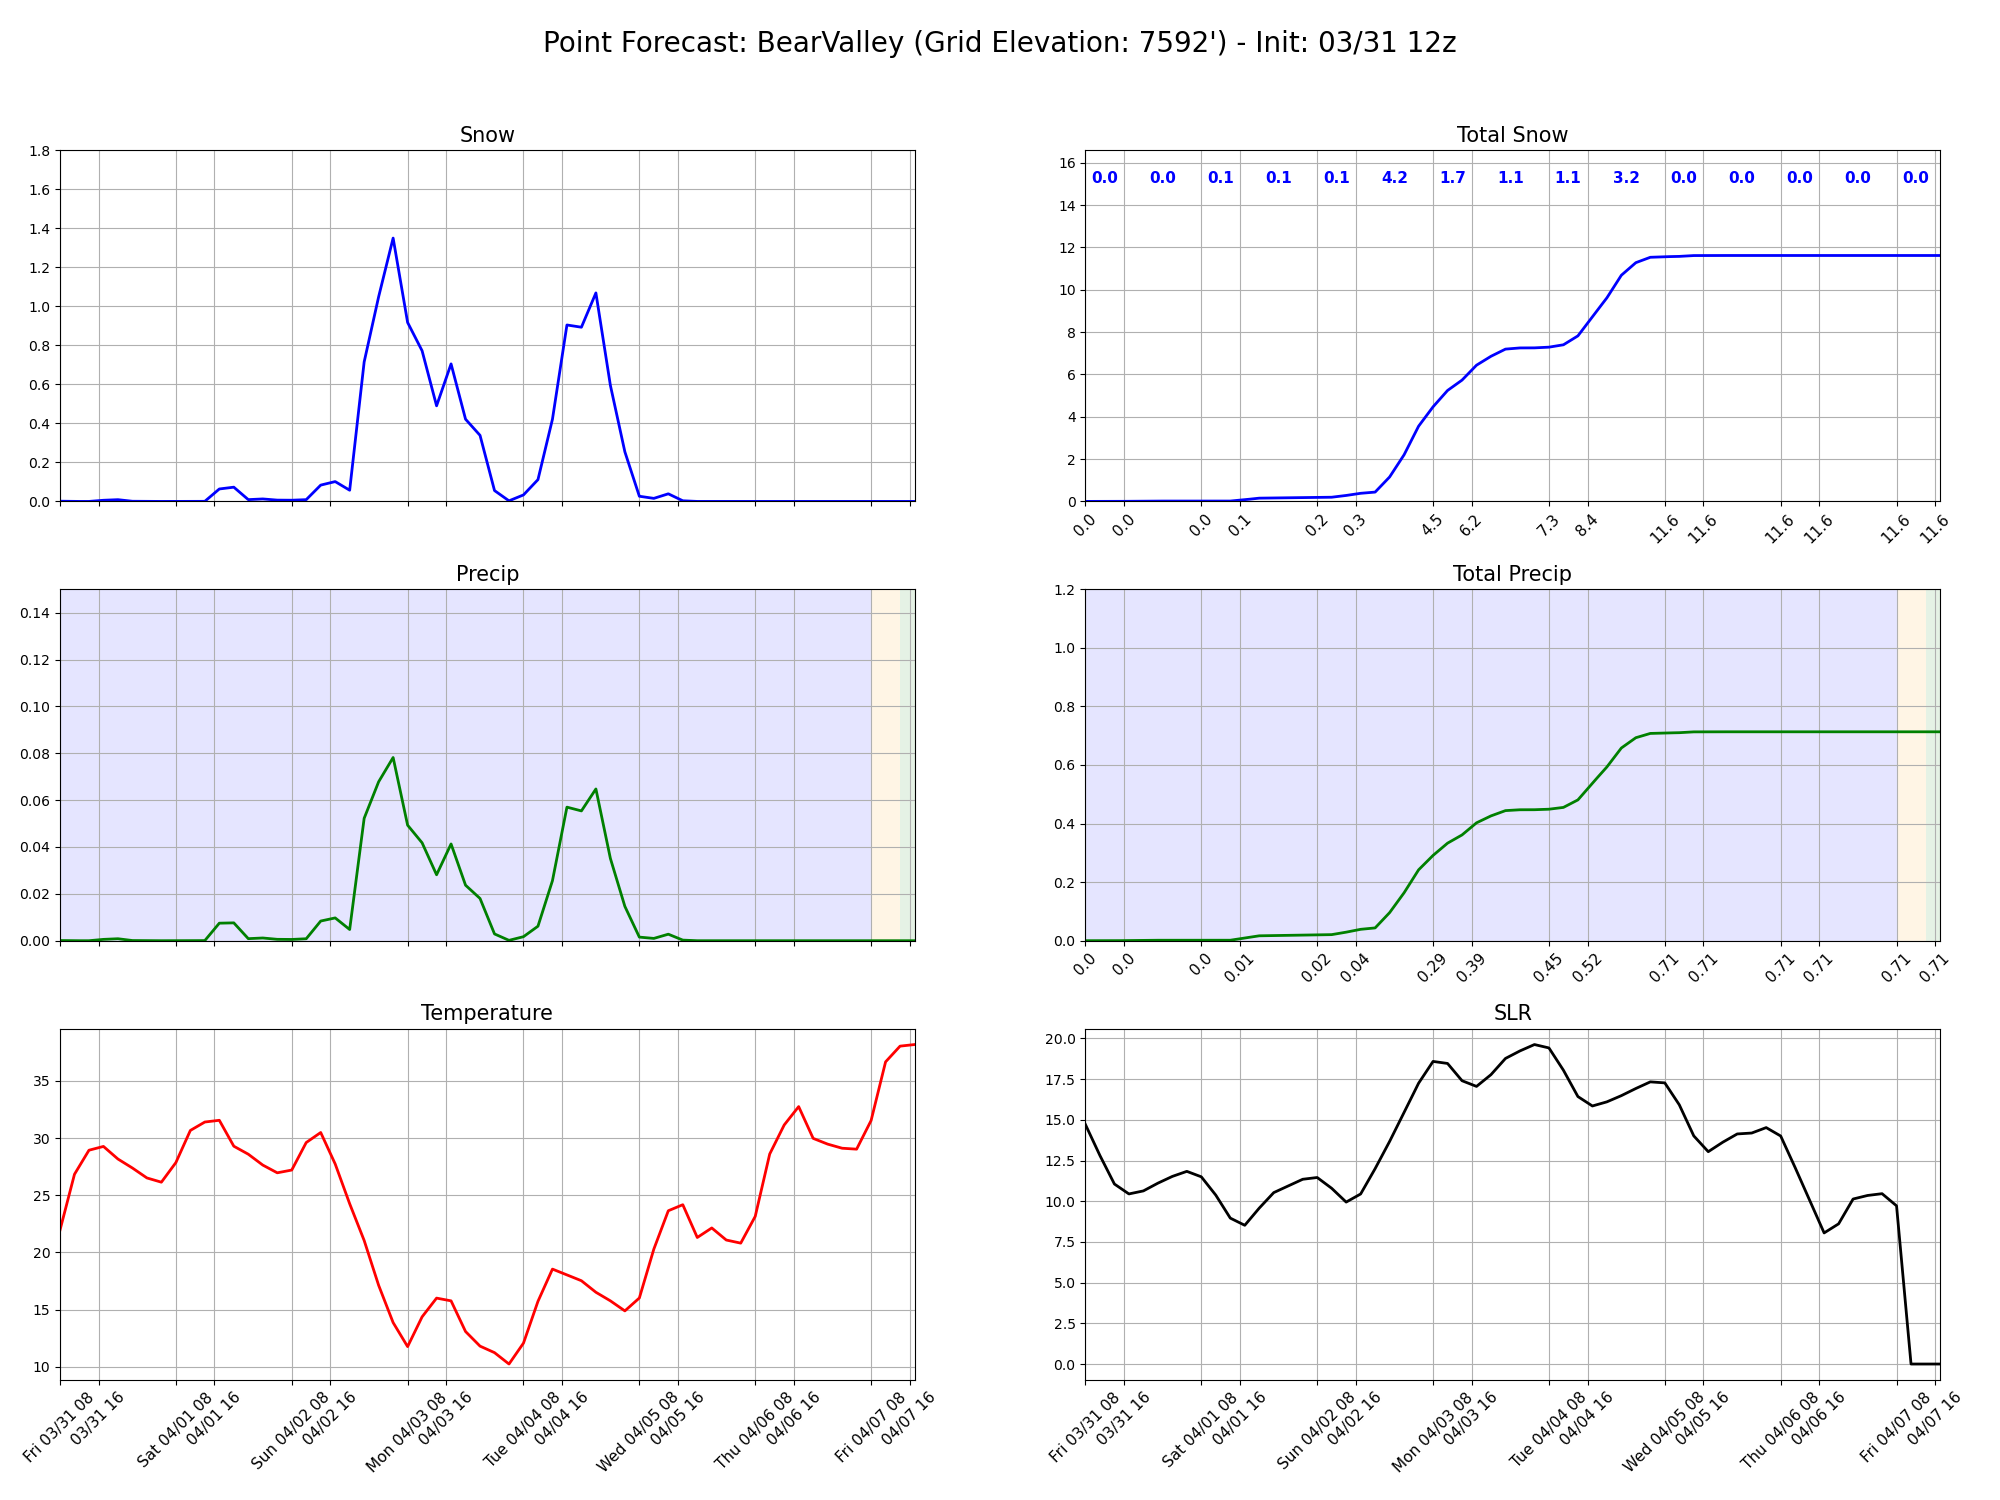 Point Forecast: BearValley (Grid Elevation: 7592') - Init: 03/31 12z
Snow
1.8
1.6
1.4
1.2
1.0
0.8
0.6
0.4
0.2
0.0
Total Snow
16
14
12
10
8
6
4
2
0
0.0 0.0 0.1 0.1 0.1 4.2 1.7 1.1 1.1 3.2 0.0 0.0 0.0 0.0 0.0
0.0 0.0 0.0 0.1 0.2 0.3 4.5 6.2 7.3 8.4 11.6 11.6 11.6 11.6 11.6 11.6
Precip
0.14
0.12
0.10
0.08
0.06
0.04
0.02
0.00
Total Precip
1.2
1.0
0.8
0.6
0.4
0.2
0.0
0.0 0.0 0.0 0.01 0.02 0.04 0.29 0.39 0.45 0.52 0.71 0.71 0.71 0.71 0.71 0.71
Temperature
35
30
25
20
15
10
Fri 03/31 08
03/31 16
Sat 04/01 08
04/01 16
Sun 04/02 08
04/02 16
Mon 04/03 08
04/03 16
Tue 04/04 08
04/04 16
Wed 04/05 08
04/05 16
Thu 04/06 08
04/06 16
Fri 04/07 08
04/07 16
SLR
20.0
17.5
15.0
12.5
10.0
7.5
5.0
2.5
0.0
Fri 03/31 08
03/31 16
Sat 04/01 08
04/01 16
Sun 04/02 08
04/02 16
Mon 04/03 08
04/03 16
Tue 04/04 08
04/04 16
Wed 04/05 08
04/05 16
Thu 04/06 08
04/06 16
Fri 04/07 08
04/07 16